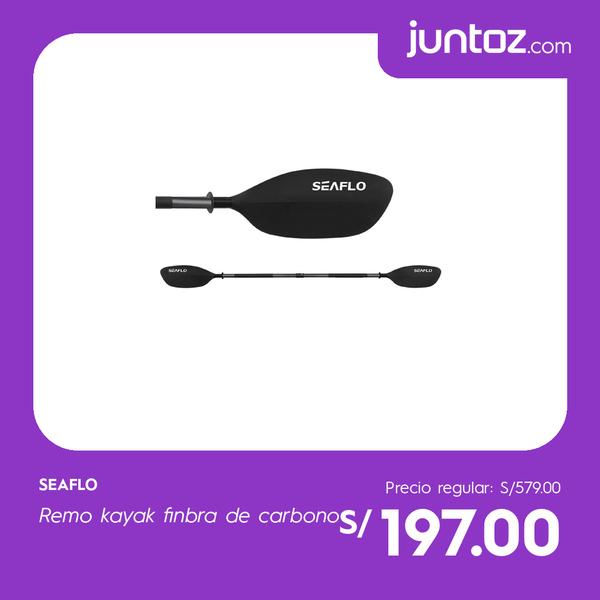 juntoz.com
SEAFLO
SEAFLO
SEAFLO
SEAFLO
Remo kayak finbra de carbono
Precio regular: S/579.00
S/197.00